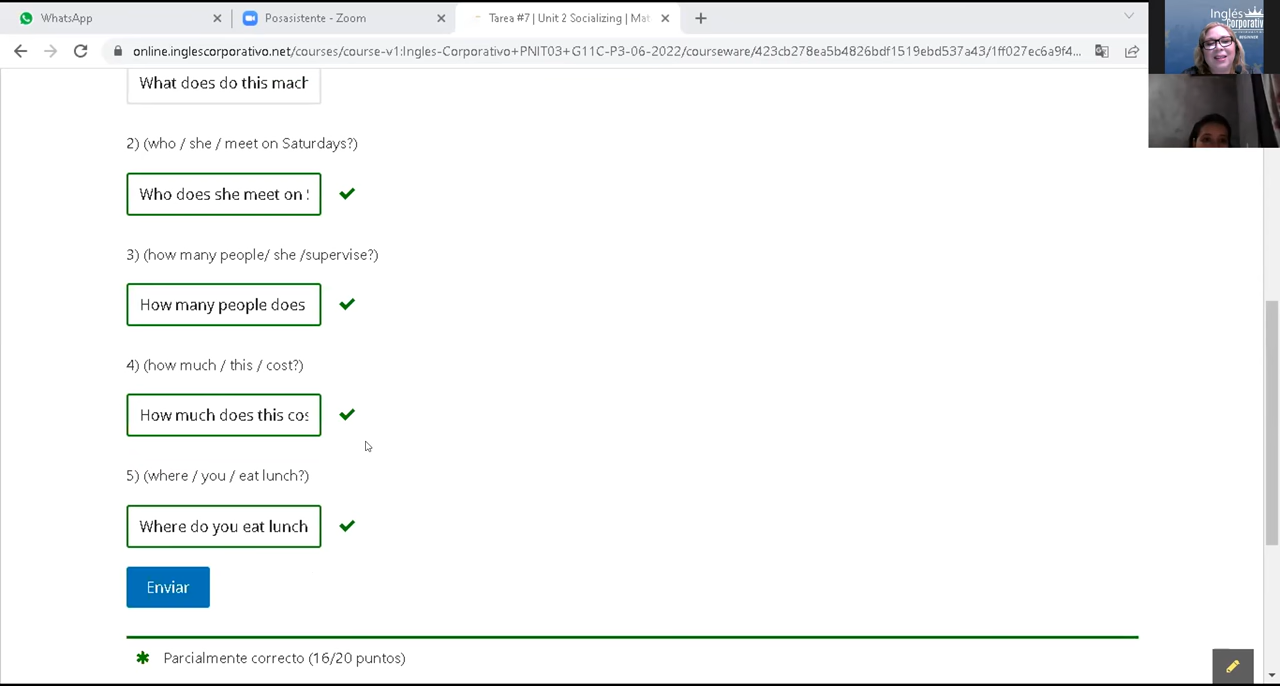 WhatsApp
Posasistente - Zoom
Tarea #7 | Unit 2 Socializing | Mat
online.inglescorporativo.net/courses/course-v1:Ingles-Corporativo+PNIT03+G11C-P3-06-2022/courseware/423cb278ea5b4826bdf1519ebd537a43/1ff027ec6a9f4...
Inglés
Corporativo
BEGINNER
What does do this mach
2) (who / she / meet on Saturdays?)
Who does she meet on
3) (how many people/ she /supervise?)
How many people does
4) (how much / this / cost?)
How much does this cos
5) (where / you / eat lunch?)
Where do you eat lunch
Enviar
Parcialmente correcto (16/20 puntos)